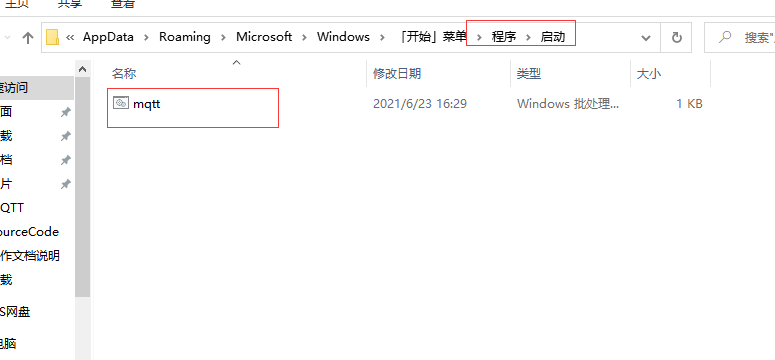 主页 共享 查看
« AppData > Roaming > Microsoft > Windows > 「开始」菜单 > 程序 > 启动
搜索"
名称 修改日期 类型 大小
速访问
mqtt 2021/6/23 16:29 Windows 批处理... 1 KB
面
载
档
片
QTT
ourceCode
作文档说明
载
S网盘
电脑